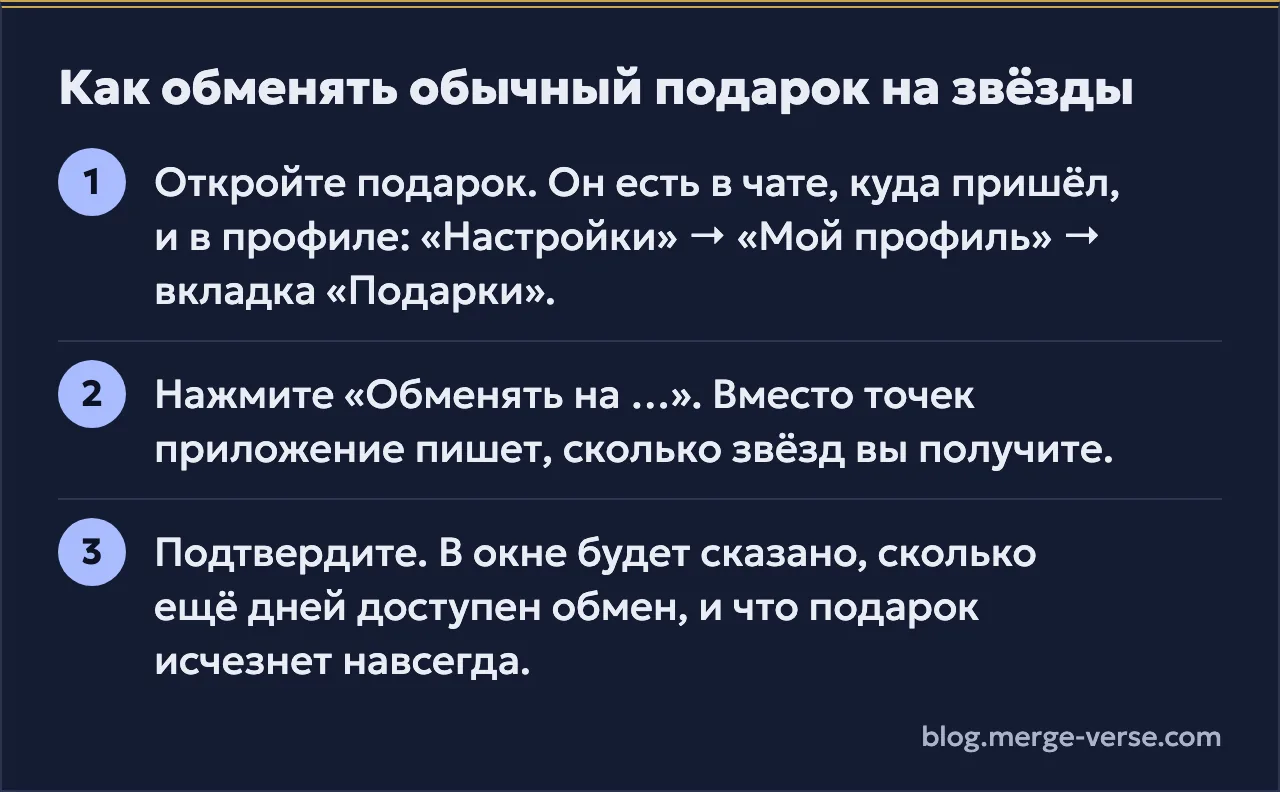 Как обменять обычный подарок на звёзды
1
Откройте подарок. Он есть в чате, куда пришёл,
и в профиле: «Настройки» → «Мой профиль» →
вкладка «Подарки».
2
Нажмите «Обменять на …». Вместо точек
приложение пишет, сколько звёзд вы получите.
3
Подтвердите. В окне будет сказано, сколько
ещё дней доступен обмен, и что подарок
исчезнет навсегда.
blog.merge-verse.com